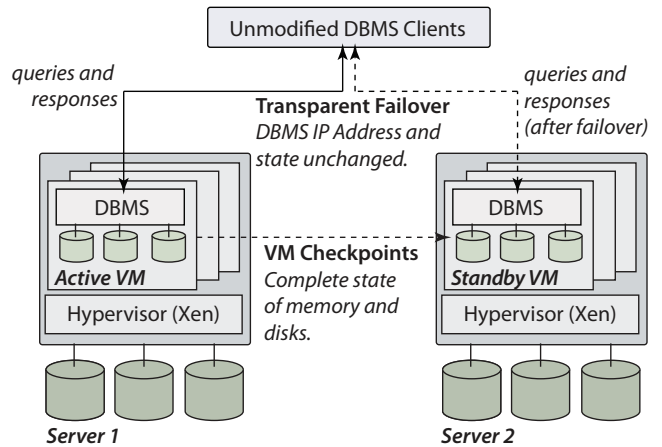 Unmodified DBMS Clients
queries and
responses
Transparent Failover
DBMS IP Address and
state unchanged.
queries and
responses
(after failover)
DBMS
Active VM
Hypervisor (Xen)
Server 1
VM Checkpoints
Complete state
of memory and
disks.
DBMS
Standby VM
Hypervisor (Xen)
Server 2